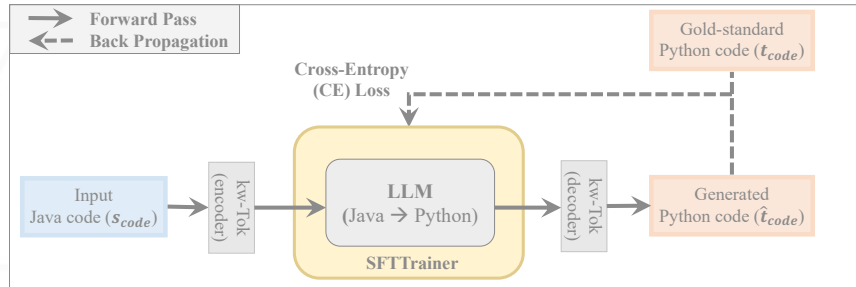 Forward Pass
Back Propagation
Gold-standard
Python code (t_code)
Cross-Entropy
(CE) Loss
Input
Java code (s_code)
kw-Tok
(encoder)
LLM
(Java → Python)
SFTTrainer
kw-Tok
(decoder)
Generated
Python code (t̂_code)